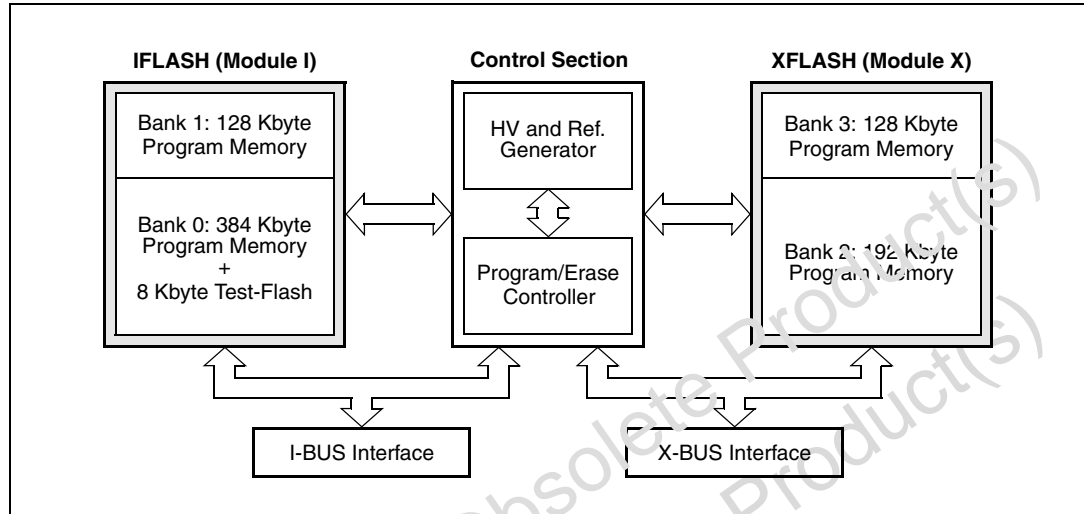 IFLASH (Module I)
Control Section
XFLASH (Module X)
Bank 1: 128 Kbyte
Program Memory
Bank 0: 384 Kbyte
Program Memory
+
8 Kbyte Test-Flash
HV and Ref.
Generator
Program/Erase
Controller
Bank 3: 128 Kbyte
Program Memory
Bank 2: 192 Kbyte
Program Memory
I-BUS Interface
X-BUS Interface
Obsolete Product(s)
Product(s)